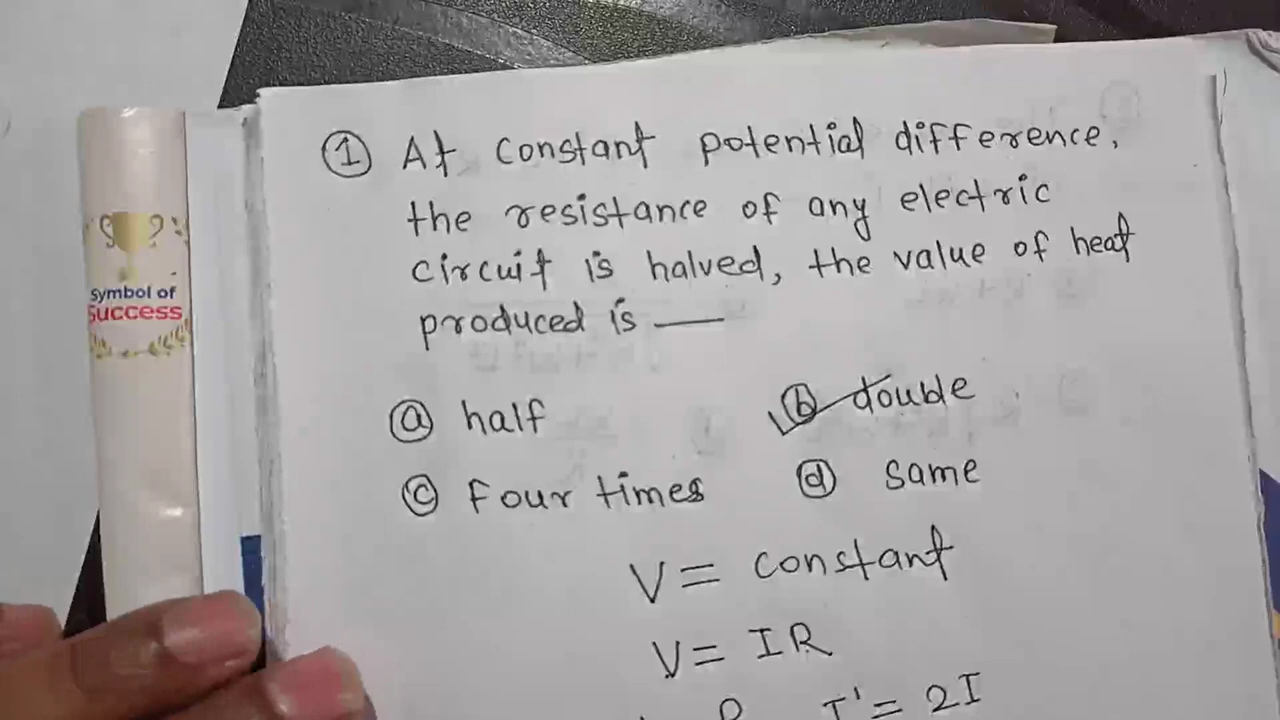 ① At constant potential difference,
the resistance of any electric
circuit is halved, the value of heat
produced is —
ⓐ half
ⓑ double
ⓒ Four times
ⓓ same
V = constant
V = IR
R I' = 2I
Symbol of
Success